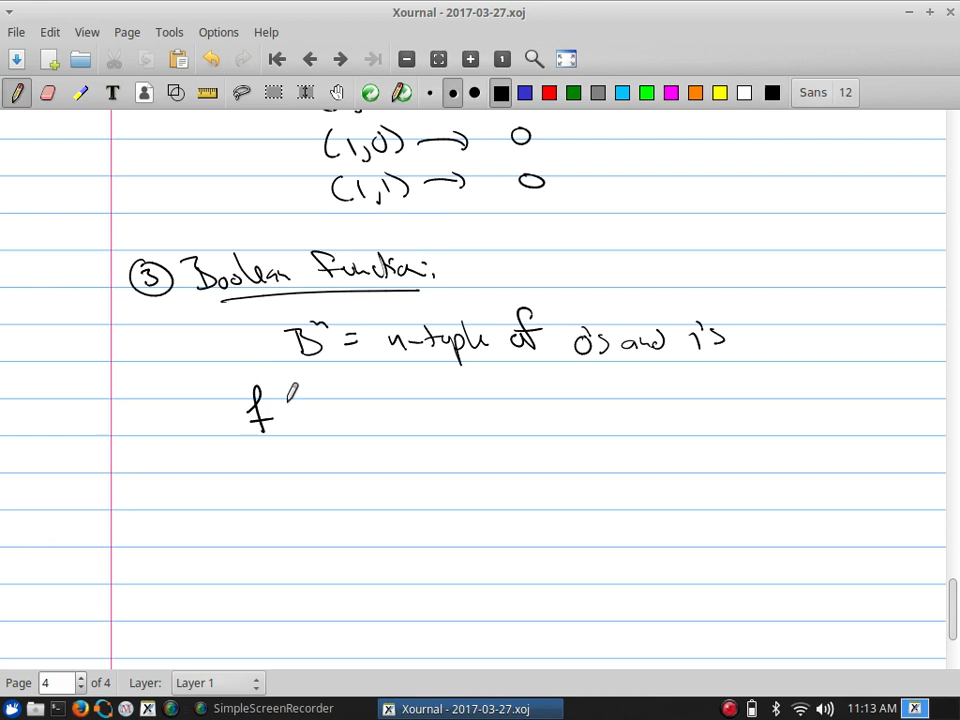 Xournal - 2017-03-27.xoj
File Edit View Page Tools Options Help
Sans 12
(1,0) → 0
(1,1) → 0
③ Boolean Function:
Bⁿ = n-tuple of 0's and 1's
f
Page 4 of 4 Layer: Layer 1
SimpleScreenRecorder Xournal - 2017-03-27.xoj 11:13 AM